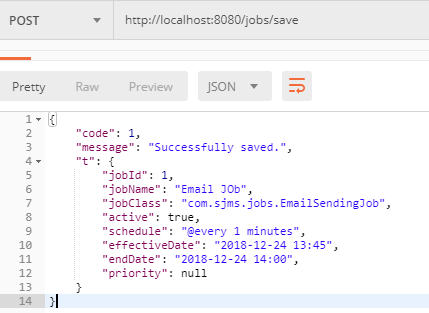 POST http://localhost:8080/jobs/save
Pretty Raw Preview JSON
1 {
2 "code": 1,
3 "message": "Successfully saved.",
4 "t": {
5 "jobId": 1,
6 "jobName": "Email JOb",
7 "jobClass": "com.sjms.jobs.EmailSendingJob",
8 "active": true,
9 "schedule": "@every 1 minutes",
10 "effectiveDate": "2018-12-24 13:45",
11 "endDate": "2018-12-24 14:00",
12 "priority": null
13 }
14 }